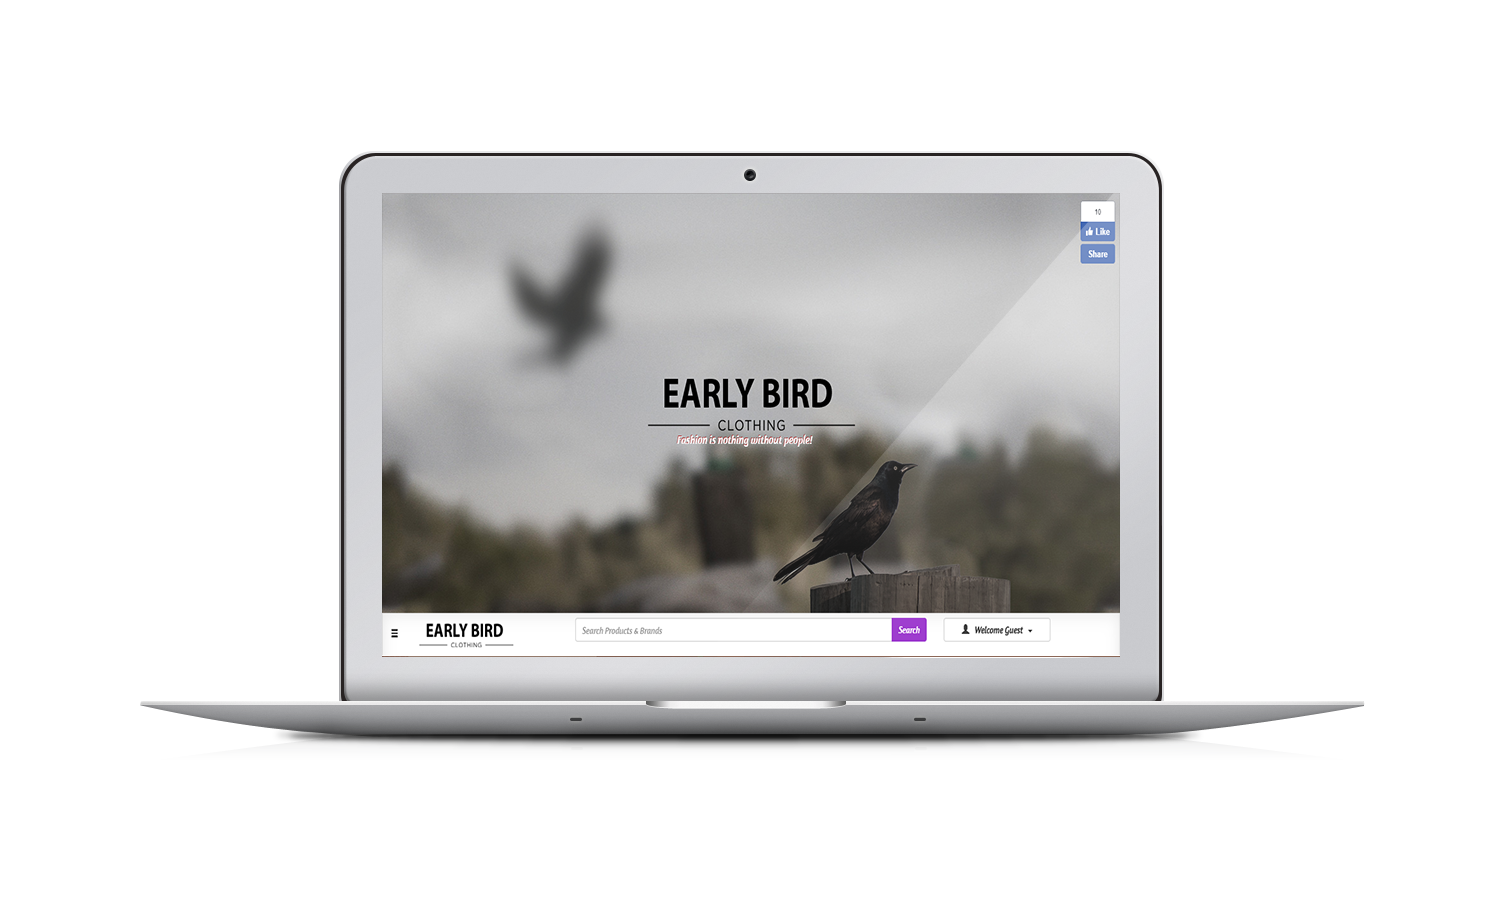 10
Like
Share
EARLY BIRD
CLOTHING
Fashion is nothing without people!
EARLY BIRD
CLOTHING
Search Products & Brands
Search
Welcome Guest